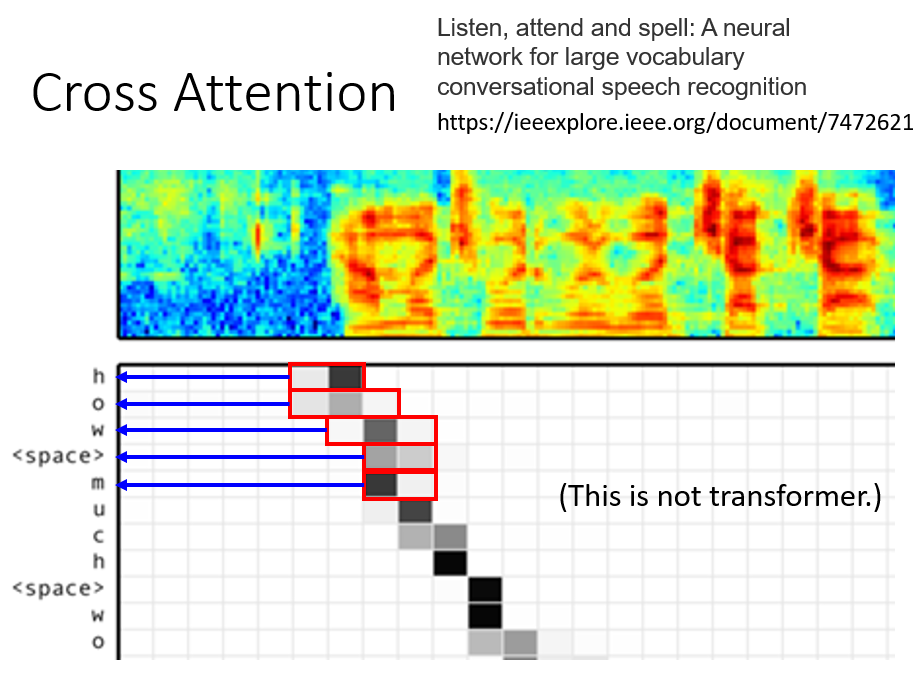 Cross Attention
Listen, attend and spell: A neural
network for large vocabulary
conversational speech recognition
https://ieeexplore.ieee.org/document/7472621
h
o
w
<space>
m
u
c
h
<space>
w
o
(This is not transformer.)